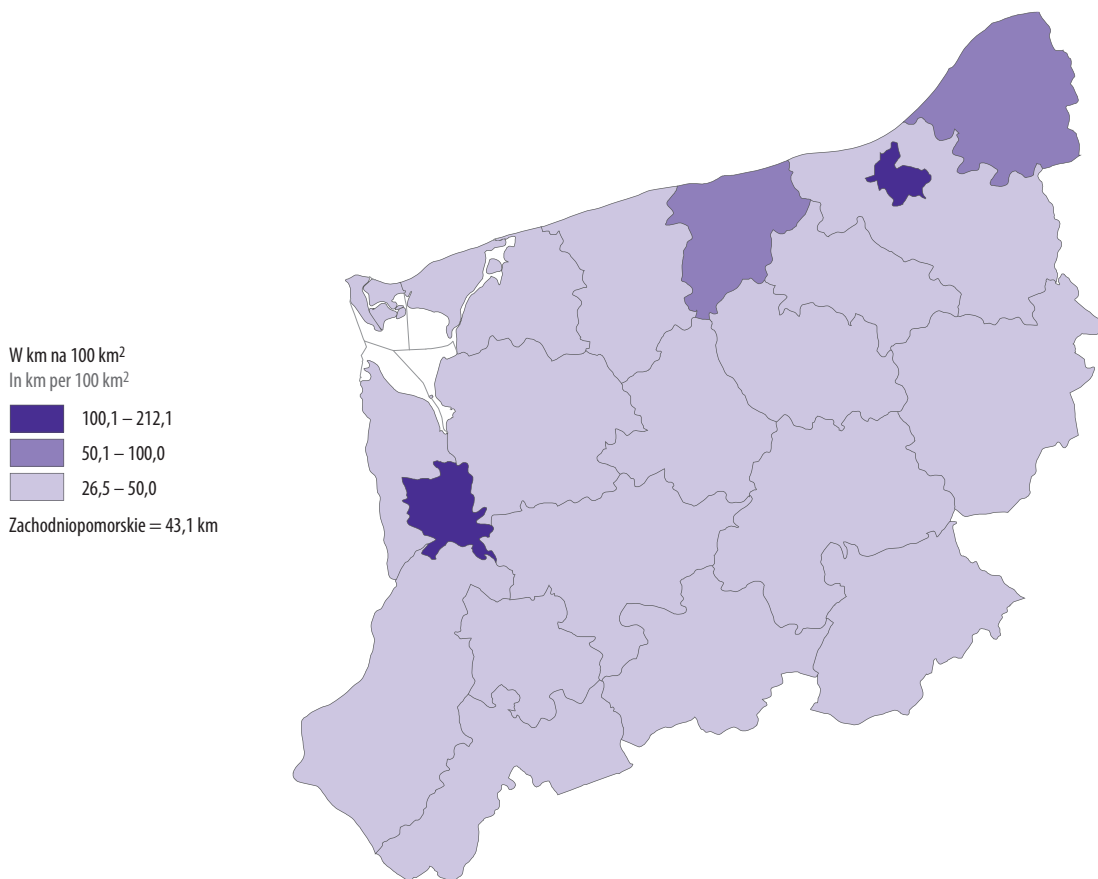 W km na 100 km²
In km per 100 km²
100,1 – 212,1
50,1 – 100,0
26,5 – 50,0
Zachodniopomorskie = 43,1 km